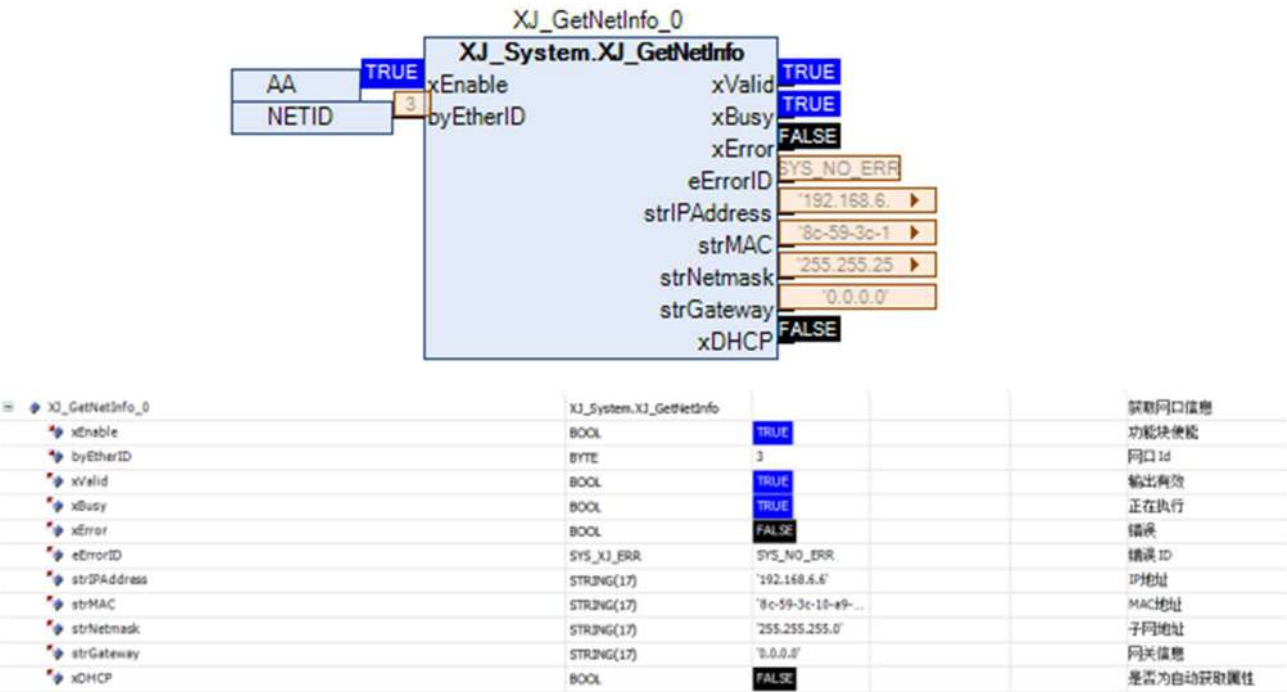 XJ_GetNetInfo_0
XJ_System.XJ_GetNetInfo
AA TRUE xEnable xValid TRUE
NETID 3 byEtherID xBusy TRUE
xError FALSE
eErrorID SYS_NO_ERR
strIPAddress '192.168.6.
strMAC '8c-59-3c-1
strNetmask '255.255.25
strGateway '0.0.0.0'
xDHCP FALSE
XJ_GetNetInfo_0 XJ_System.XJ_GetNetInfo 获取网口信息
xEnable BOOL TRUE 功能块使能
byEtherID BYTE 3 网口Id
xValid BOOL TRUE 输出有效
xBusy BOOL TRUE 正在执行
xError BOOL FALSE 错误
eErrorID SYS_XJ_ERR SYS_NO_ERR 错误ID
strIPAddress STRING(17) '192.168.6.6' IP地址
strMAC STRING(17) '8c-59-3c-10-a9-... MAC地址
strNetmask STRING(17) '255.255.255.0' 子网地址
strGateway STRING(17) '0.0.0.0' 网关信息
xDHCP BOOL FALSE 是否为自动获取属性